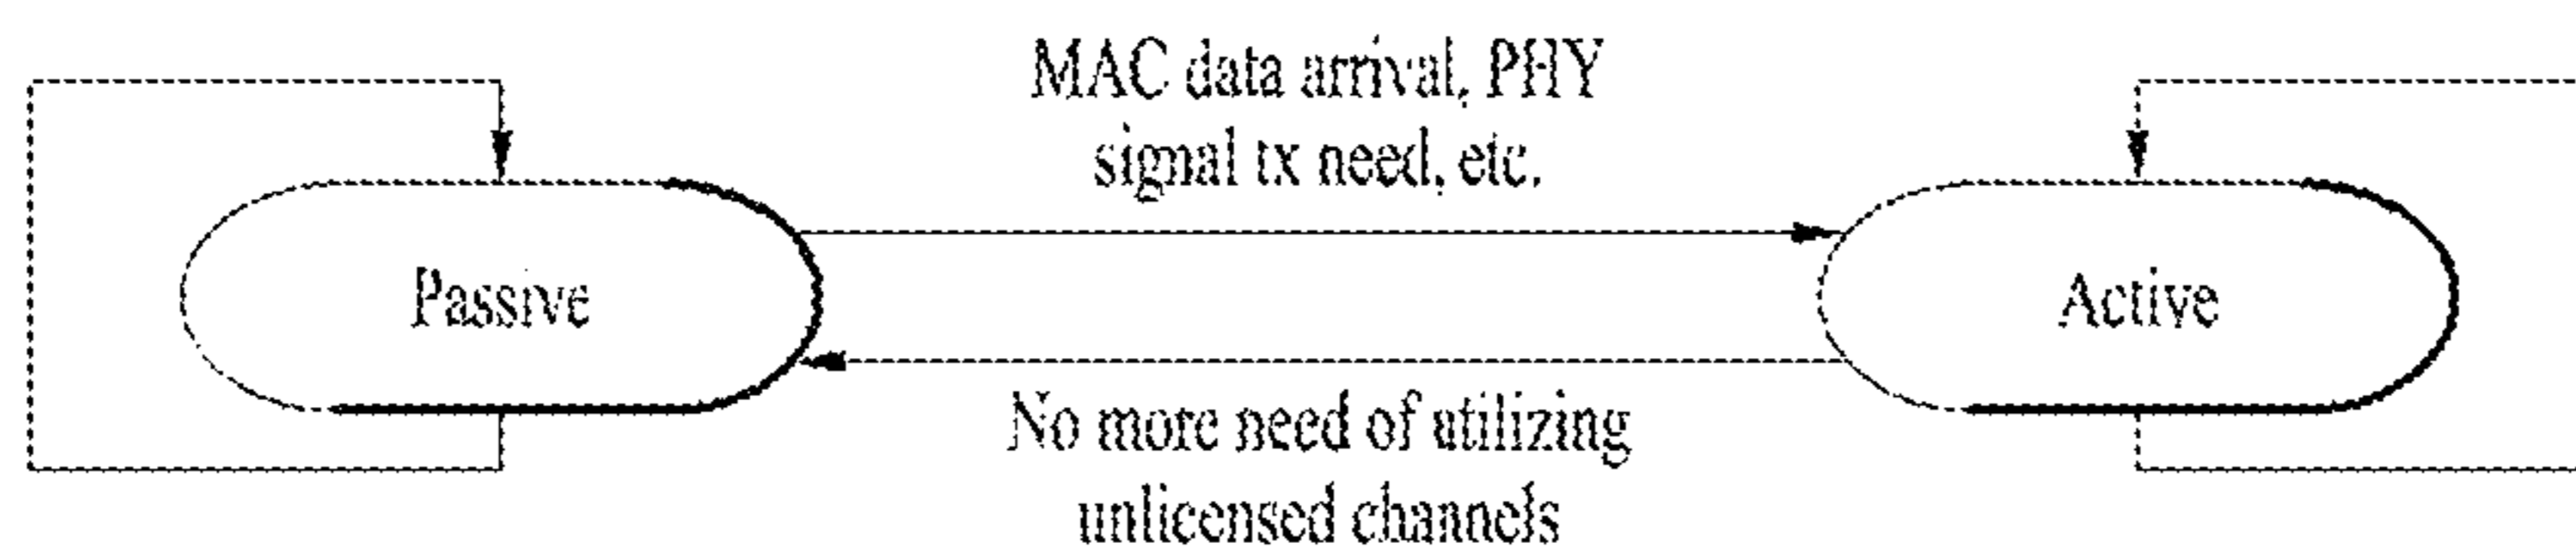 MAC data arrival, PHY
signal tx need, etc.
Passive
Active
No more need of utilizing
unlicensed channels